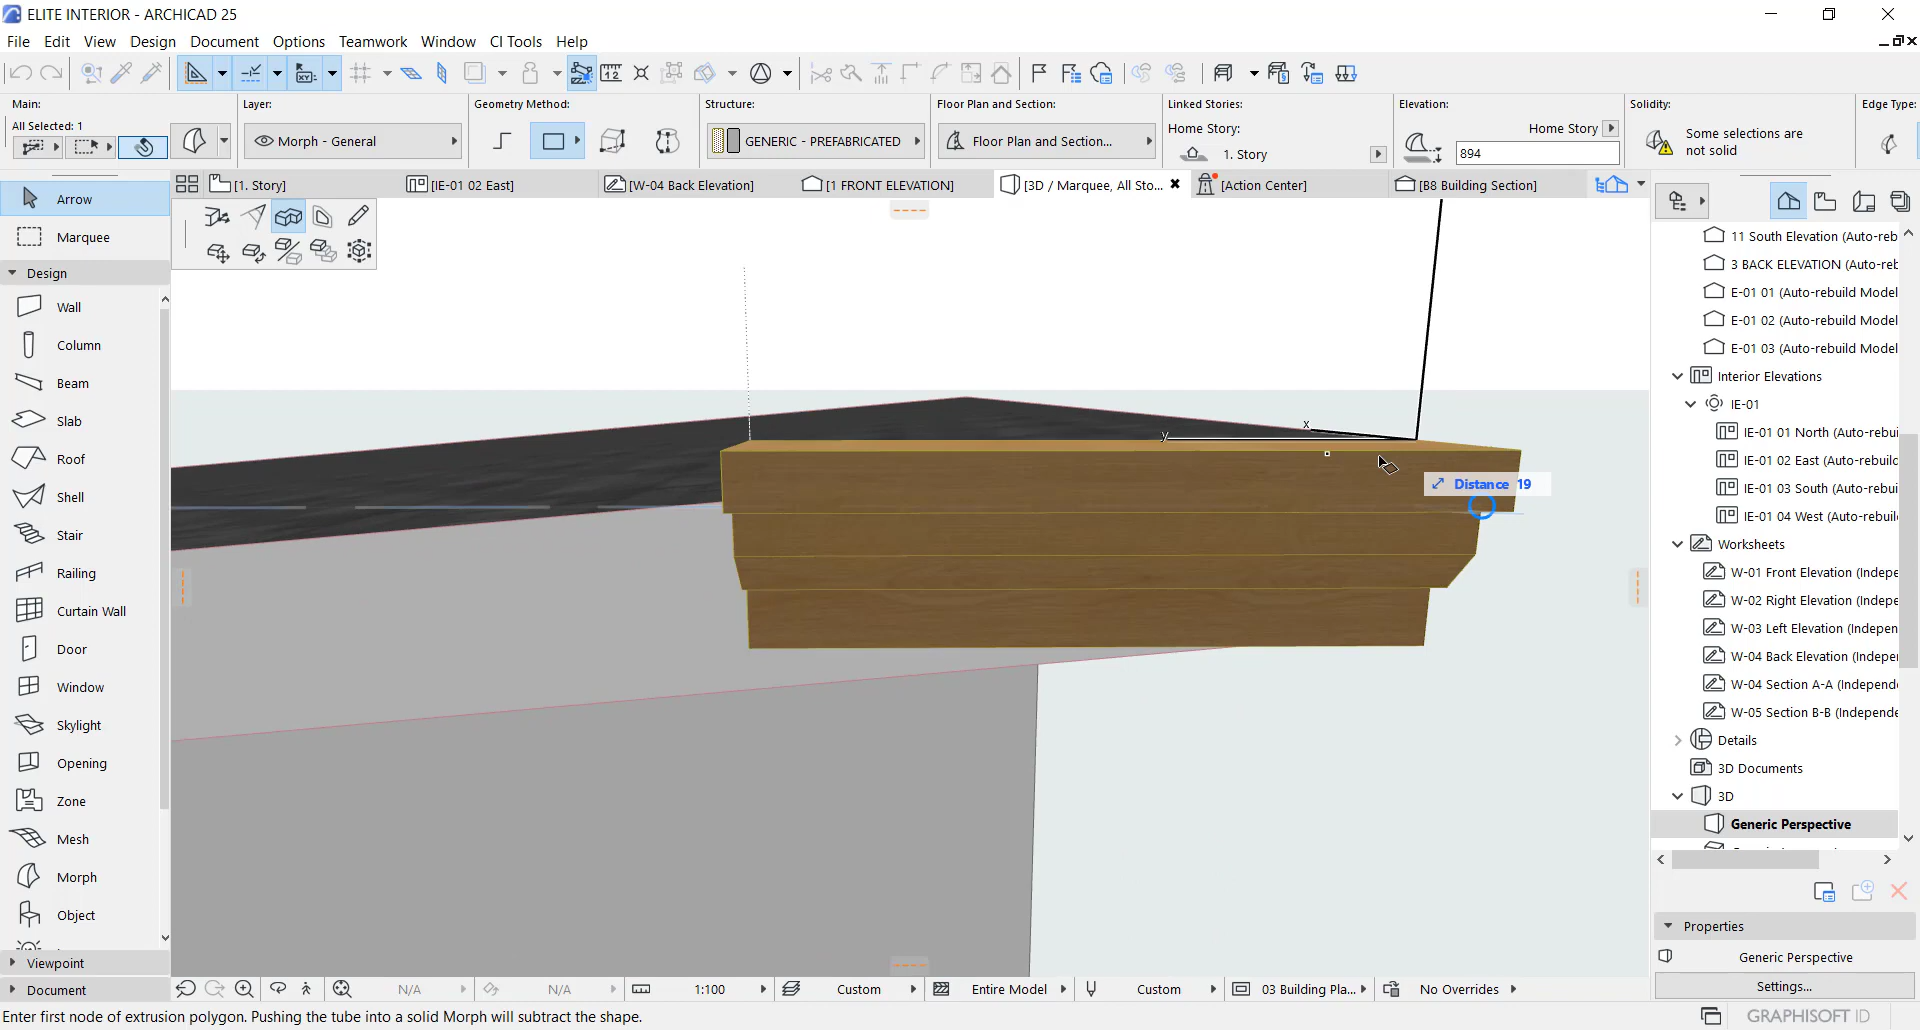 ELITE INTERIOR - ARCHICAD 25
File Edit View Design Document Options Teamwork Window CI Tools Help
Main:
All Selected: 1
Layer:
Morph - General
Geometry Method:
Structure:
GENERIC - PREFABRICATED
Floor Plan and Section:
Floor Plan and Section...
Linked Stories:
Home Story:
1. Story
Elevation:
Home Story
894
Solidity:
Some selections are
not solid
Edge Type:
[1. Story]
[IE-01 02 East]
[W-04 Back Elevation]
[1 FRONT ELEVATION]
[3D / Marquee, All Sto...
[Action Center]
[B8 Building Section]
Arrow
Marquee
Design
Wall
Column
Beam
Slab
Roof
Shell
Stair
Railing
Curtain Wall
Door
Window
Skylight
Opening
Zone
Mesh
Morph
Object
Viewpoint
Document
x
y
Distance 19
11 South Elevation (Auto-reb
3 BACK ELEVATION (Auto-reb
E-01 01 (Auto-rebuild Model
E-01 02 (Auto-rebuild Model
E-01 03 (Auto-rebuild Model
Interior Elevations
IE-01
IE-01 01 North (Auto-rebui
IE-01 02 East (Auto-rebuild
IE-01 03 South (Auto-rebui
IE-01 04 West (Auto-rebuil
Worksheets
W-01 Front Elevation (Indepe
W-02 Right Elevation (Indepe
W-03 Left Elevation (Indepen
W-04 Back Elevation (Indepen
W-04 Section A-A (Independe
W-05 Section B-B (Independe
Details
3D Documents
3D
Generic Perspective
Properties
Generic Perspective
Settings...
N/A
N/A
1:100
Custom
Entire Model
Custom
03 Building Pla...
No Overrides
Enter first node of extrusion polygon. Pushing the tube into a solid Morph will subtract the shape.
GRAPHISOFT ID